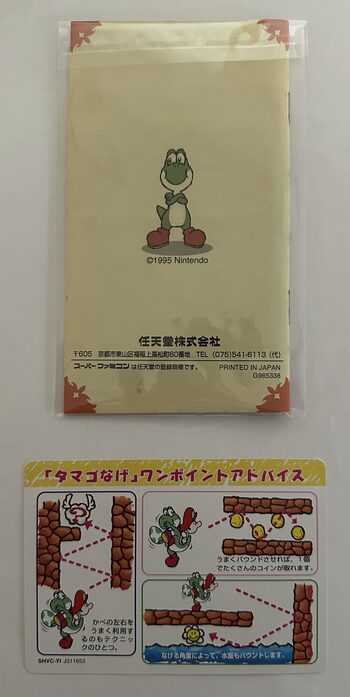 ©1995 Nintendo
任天堂株式会社
〒605 京都市東山区福稲上高松町60番地 TEL (075)541-6113 (代)
スーパーファミコンは任天堂の登録商標です。
PRINTED IN JAPAN
G965338
「タマゴなげ」ワンポイントアドバイス
かべの左右を
うまく利用す
るのもテクニッ
クのひとつ。
うまくバウンドさせれば、1個
でたくさんのコインが取れます。
なげる角度によって、水面もバウンドします。
SHVC-YI J311653